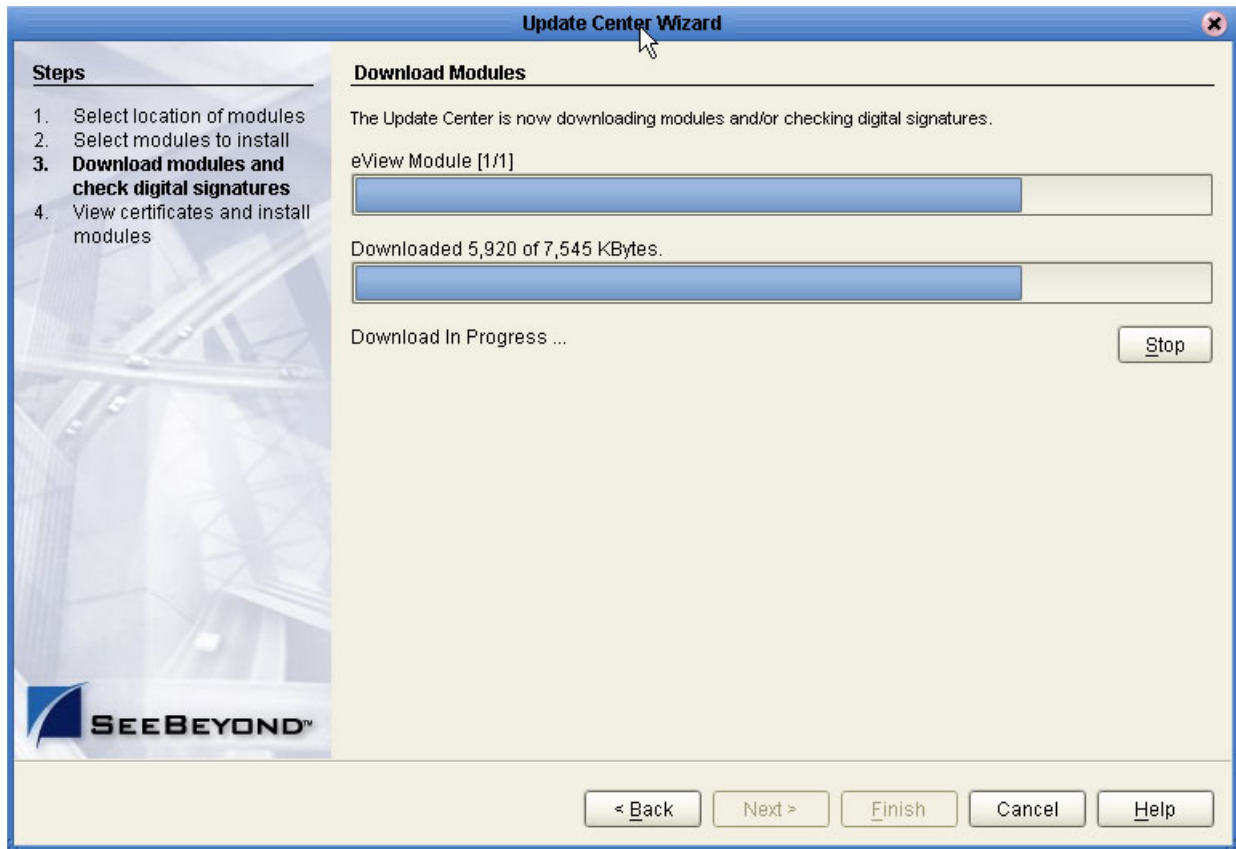 Update Center Wizard
Steps
1. Select location of modules
2. Select modules to install
3. Download modules and
check digital signatures
4. View certificates and install
modules
SEEBEYOND™
Download Modules
The Update Center is now downloading modules and/or checking digital signatures.
eView Module [1/1]
Downloaded 5,920 of 7,545 KBytes.
Download In Progress ...
Stop
< Back
Next >
Finish
Cancel
Help